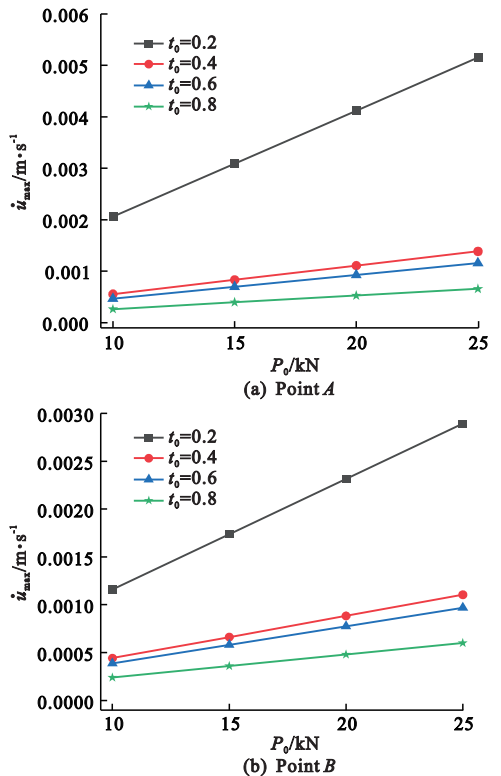 0.006
0.005
0.004
0.003
0.002
0.001
0.000
u̇max/m·s⁻¹
t₀=0.2
t₀=0.4
t₀=0.6
t₀=0.8
10 15 20 25
P₀/kN
(a) Point A
0.0030
0.0025
0.0020
0.0015
0.0010
0.0005
0.0000
u̇max/m·s⁻¹
t₀=0.2
t₀=0.4
t₀=0.6
t₀=0.8
10 15 20 25
P₀/kN
(b) Point B